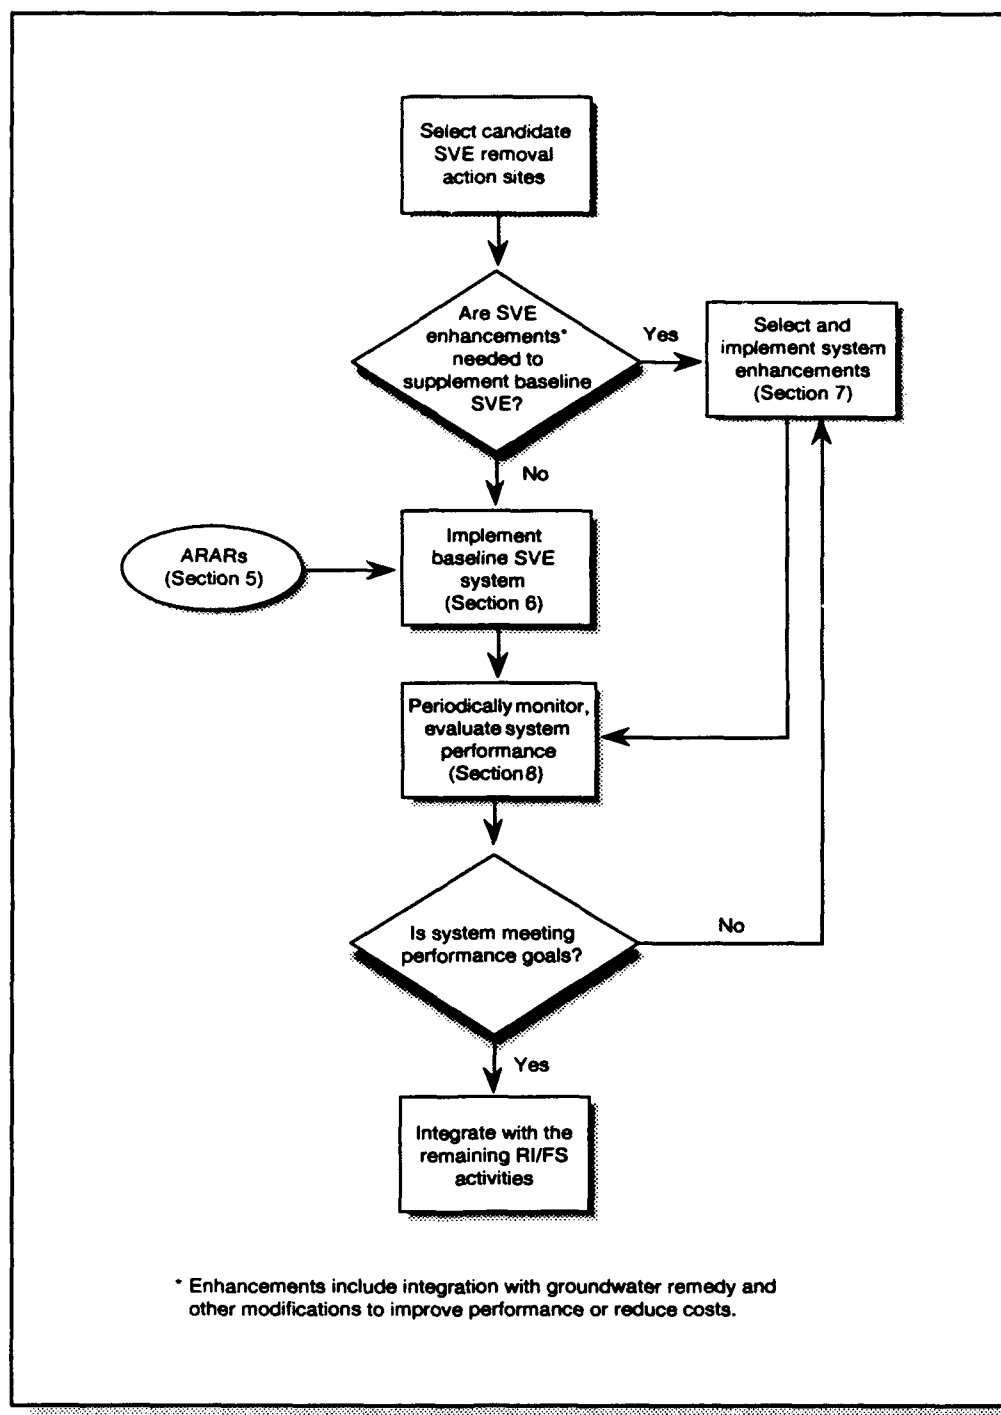 Select candidate
SVE removal
action sites
Are SVE
enhancements*
needed to
supplement baseline
SVE?
Yes
Select and
implement system
enhancements
(Section 7)
No
ARARs
(Section 5)
Implement
baseline SVE
system
(Section 6)
Periodically monitor,
evaluate system
performance
(Section 8)
Is system meeting
performance goals?
No
Yes
Integrate with the
remaining RI/FS
activities
* Enhancements include integration with groundwater remedy and
other modifications to improve performance or reduce costs.